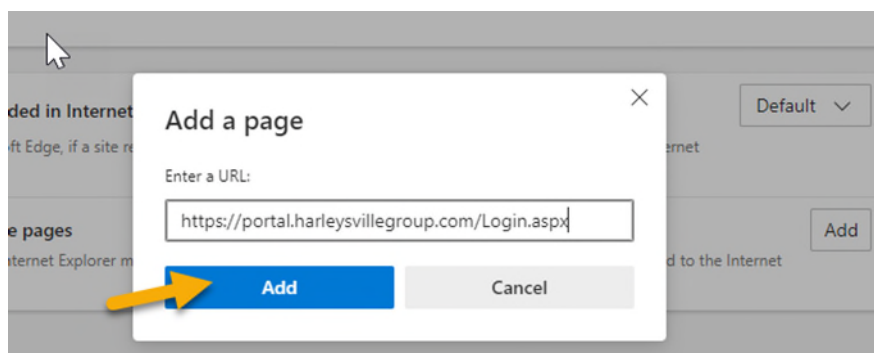 ded in Internet
Default
Add a page
ft Edge, if a site re
ernet
Enter a URL:
https://portal.harleysvillegroup.com/Login.aspx
e pages
Add
nternet Explorer m
d to the Internet
Add
Cancel